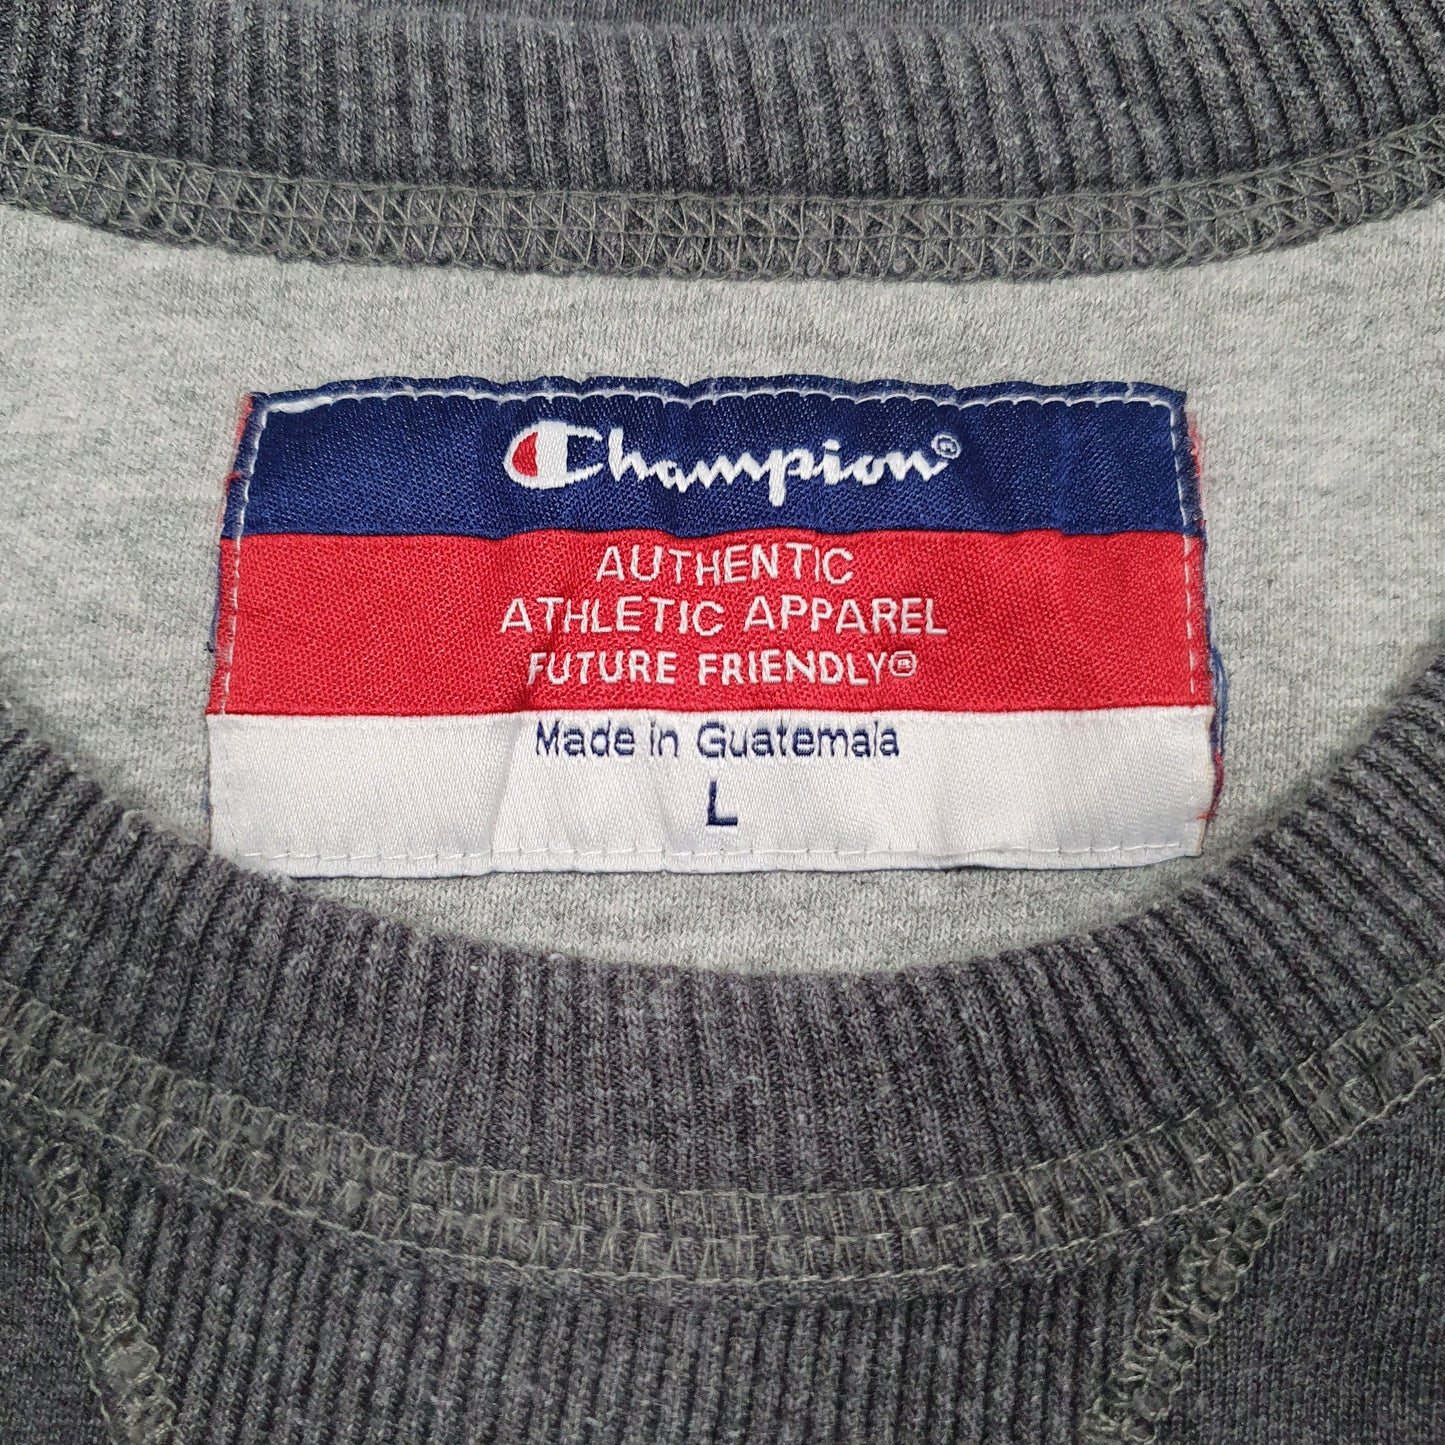 Champion®
AUTHENTIC
ATHLETIC APPAREL
FUTURE FRIENDLY®
Made in Guatemala
L